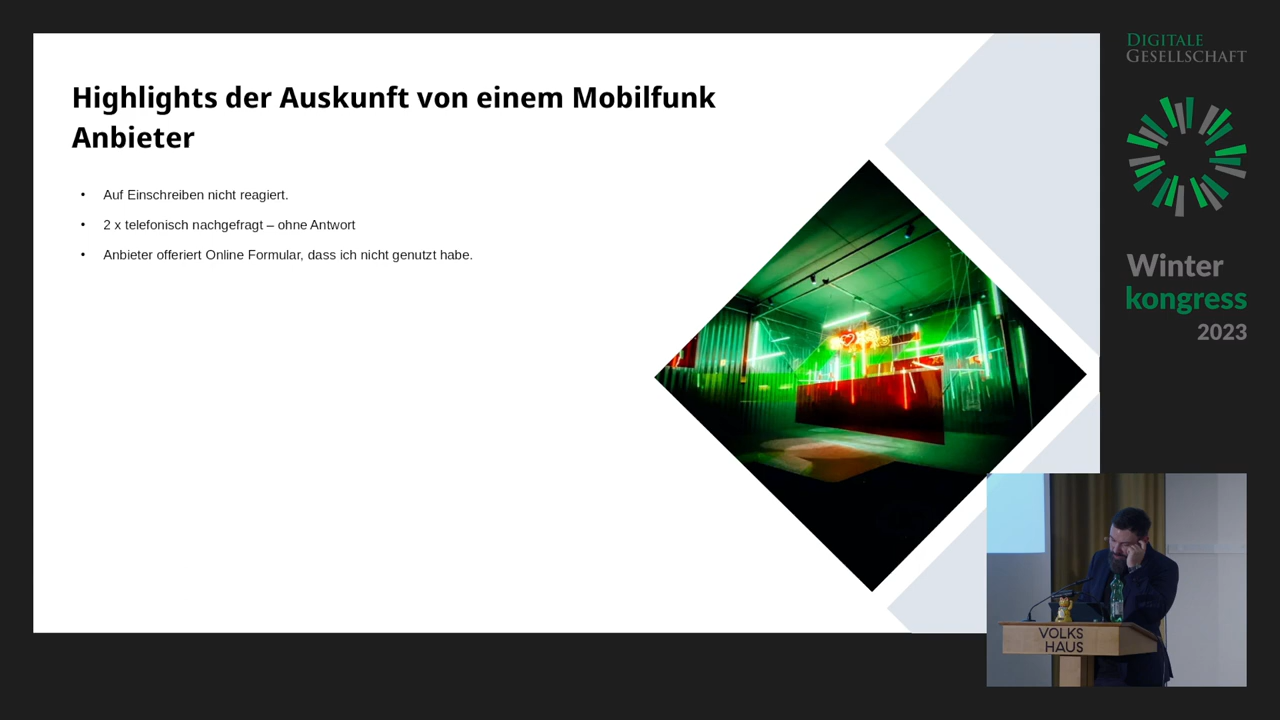 Highlights der Auskunft von einem Mobilfunk
Anbieter
• Auf Einschreiben nicht reagiert.
• 2 x telefonisch nachgefragt – ohne Antwort
• Anbieter offeriert Online Formular, dass ich nicht genutzt habe.
DIGITALE
GESELLSCHAFT
Winter
kongress
2023
VOLKS
HAUS